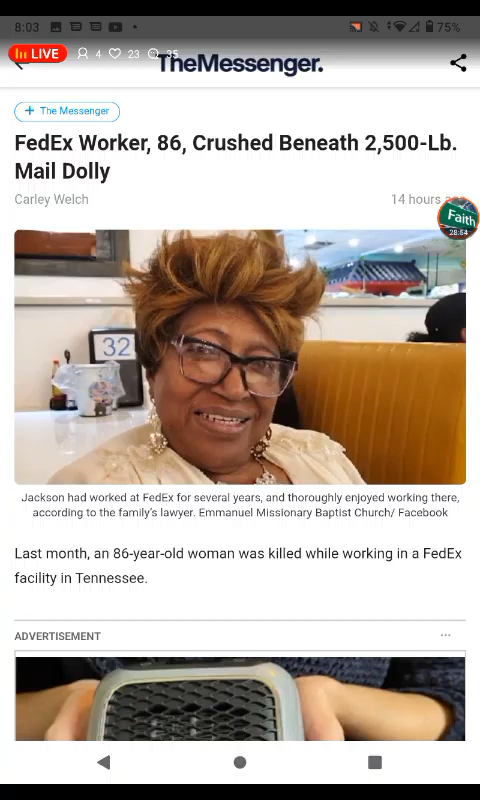 8:03
75%
LIVE 4 23 35
TheMessenger.
+ The Messenger
FedEx Worker, 86, Crushed Beneath 2,500-Lb.
Mail Dolly
Carley Welch
14 hours
Faith
28:54
32
Jackson had worked at FedEx for several years, and thoroughly enjoyed working there,
according to the family's lawyer. Emmanuel Missionary Baptist Church/ Facebook
Last month, an 86-year-old woman was killed while working in a FedEx
facility in Tennessee.
ADVERTISEMENT